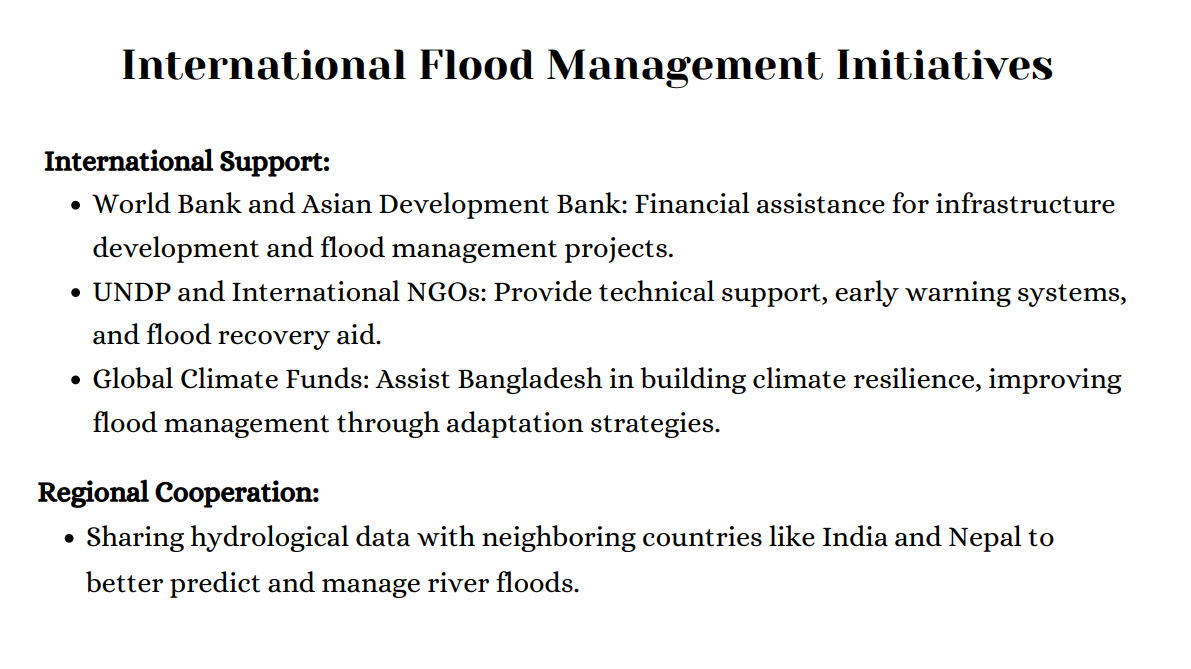 International Flood Management Initiatives
International Support:
• World Bank and Asian Development Bank: Financial assistance for infrastructure
development and flood management projects.
• UNDP and International NGOs: Provide technical support, early warning systems,
and flood recovery aid.
• Global Climate Funds: Assist Bangladesh in building climate resilience, improving
flood management through adaptation strategies.
Regional Cooperation:
• Sharing hydrological data with neighboring countries like India and Nepal to
better predict and manage river floods.